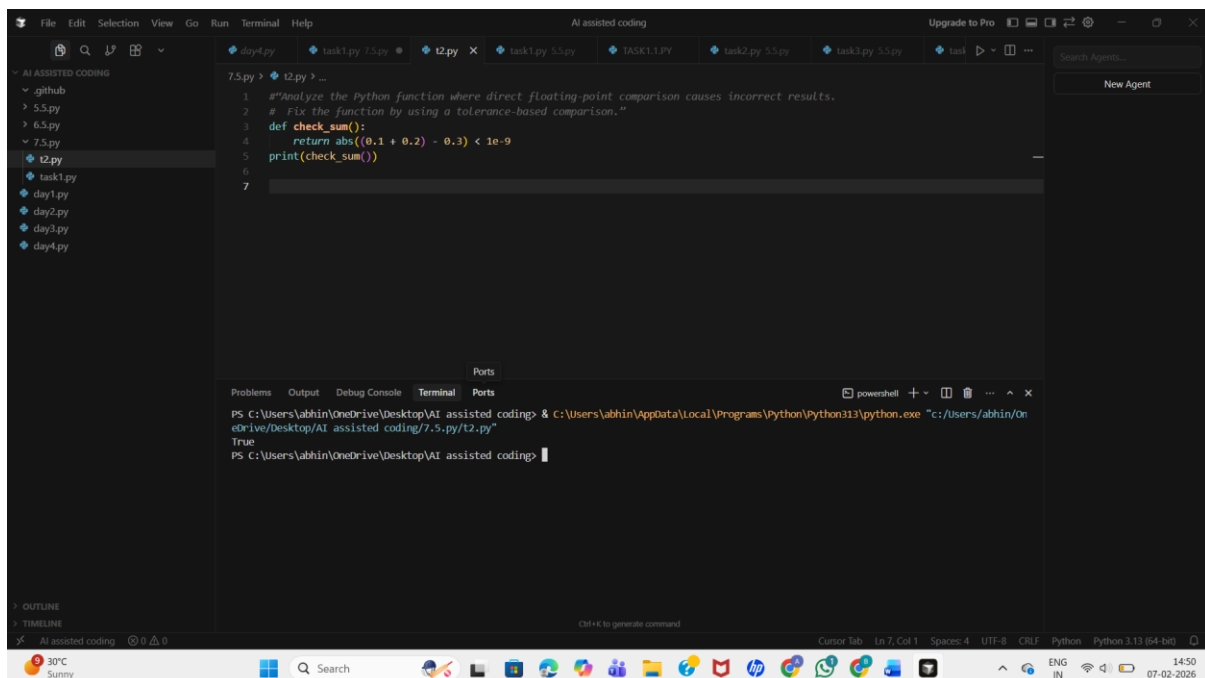 File Edit Selection View Go Run Terminal Help
AI assisted coding
Upgrade to Pro
day4.py
task1.py 7.5.py
t2.py
task1.py 5.5.py
TASK1.1.PY
task2.py 5.5.py
task3.py 5.5.py
task
Search Agents...
New Agent
AI ASSISTED CODING
.github
5.5.py
6.5.py
7.5.py
t2.py
task1.py
day1.py
day2.py
day3.py
day4.py
OUTLINE
TIMELINE
7.5.py > t2.py > ...
1 #"Analyze the Python function where direct floating-point comparison causes incorrect results.
2 # Fix the function by using a tolerance-based comparison.”
3 def check_sum():
4 return abs((0.1 + 0.2) - 0.3) < 1e-9
5 print(check_sum())
6
7
Ports
Problems Output Debug Console Terminal Ports
powershell
PS C:\Users\abhin\OneDrive\Desktop\AI assisted coding> & C:\Users\abhin\AppData\Local\Programs\Python\Python313\python.exe "c:/Users/abhin/On
eDrive/Desktop/AI assisted coding/7.5.py/t2.py"
True
PS C:\Users\abhin\OneDrive\Desktop\AI assisted coding>
Ctrl+K to generate command
AI assisted coding 0 0
Cursor Tab Ln 7, Col 1 Spaces: 4 UTF-8 CRLF Python Python 3.13 (64-bit)
9
30°C
Sunny
Search
hp
ENG
IN
14:50
07-02-2026